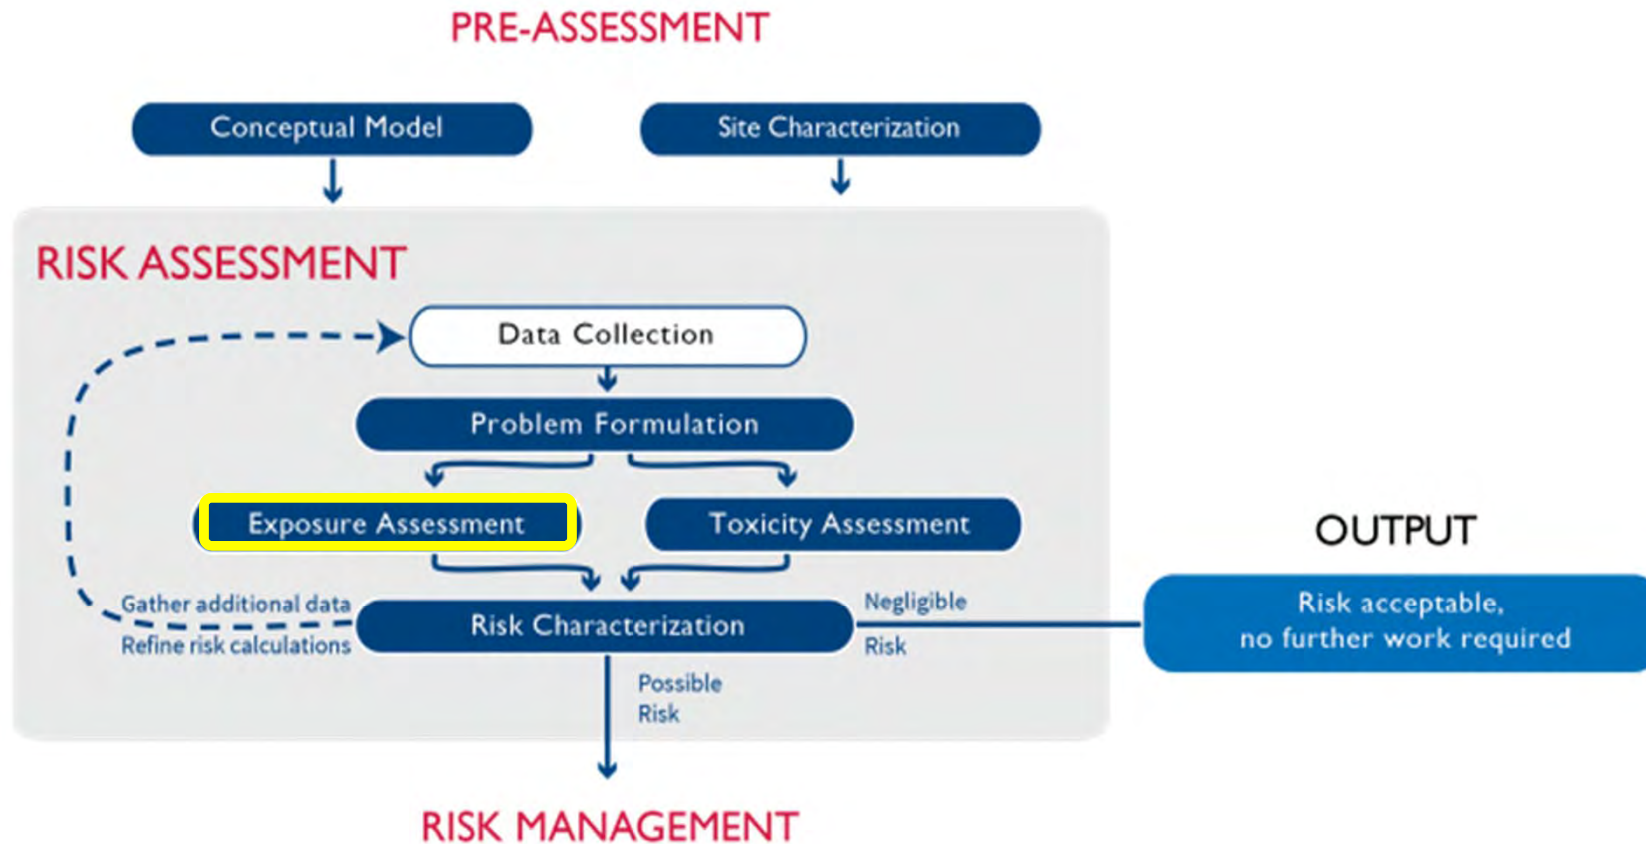 PRE-ASSESSMENT
Conceptual Model
Site Characterization
RISK ASSESSMENT
Data Collection
Problem Formulation
Exposure Assessment
Toxicity Assessment
Gather additional data
Refine risk calculations
Risk Characterization
Negligible
Risk
Possible
Risk
OUTPUT
Risk acceptable,
no further work required
RISK MANAGEMENT